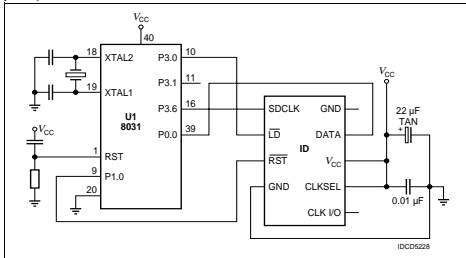 VCC
40
18 XTAL2 P3.0 10
P3.1 11
19 XTAL1 P3.6 16
U1
8031 P0.0 39
VCC
1 RST
9 P1.0
20
SDCLK GND
LD DATA
ID
RST VCC
GND CLKSEL
CLK I/O
VCC
22 µF
TAN
+
0.01 µF
IDCD5228